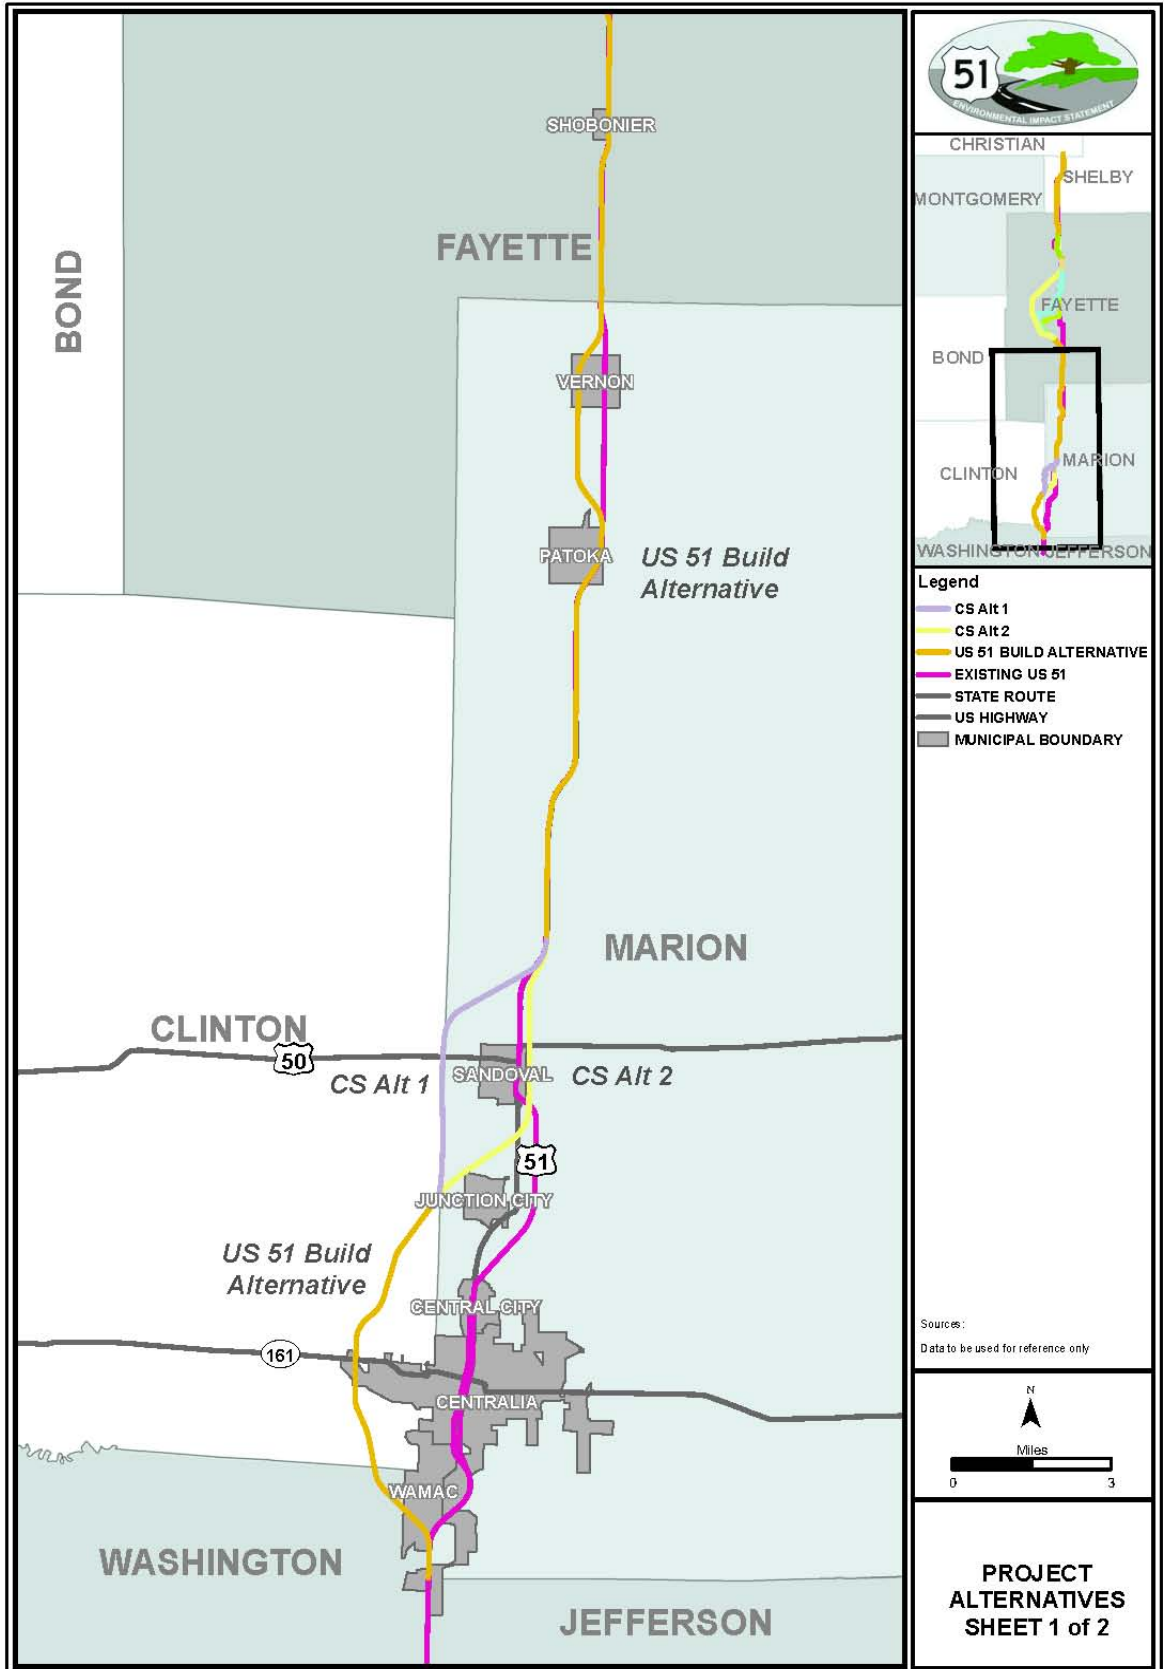 SHOBONIER
FAYETTE
BOND
VERNON
PATOKA
US 51 Build
Alternative
MARION
CLINTON
50
CS Alt 1
SANDOVAL
CS Alt 2
51
JUNCTION CITY
US 51 Build
Alternative
CENTRAL CITY
161
CENTRALIA
WAMAC
WASHINGTON
JEFFERSON
51
ENVIRONMENTAL IMPACT STATEMENT
CHRISTIAN
SHELBY
MONTGOMERY
FAYETTE
BOND
MARION
CLINTON
WASHINGTON
JEFFERSON
Legend
CS Alt 1
CS Alt 2
US 51 BUILD ALTERNATIVE
EXISTING US 51
STATE ROUTE
US HIGHWAY
MUNICIPAL BOUNDARY
Sources:
Data to be used for reference only
N
Miles
0 3
PROJECT
ALTERNATIVES
SHEET 1 of 2